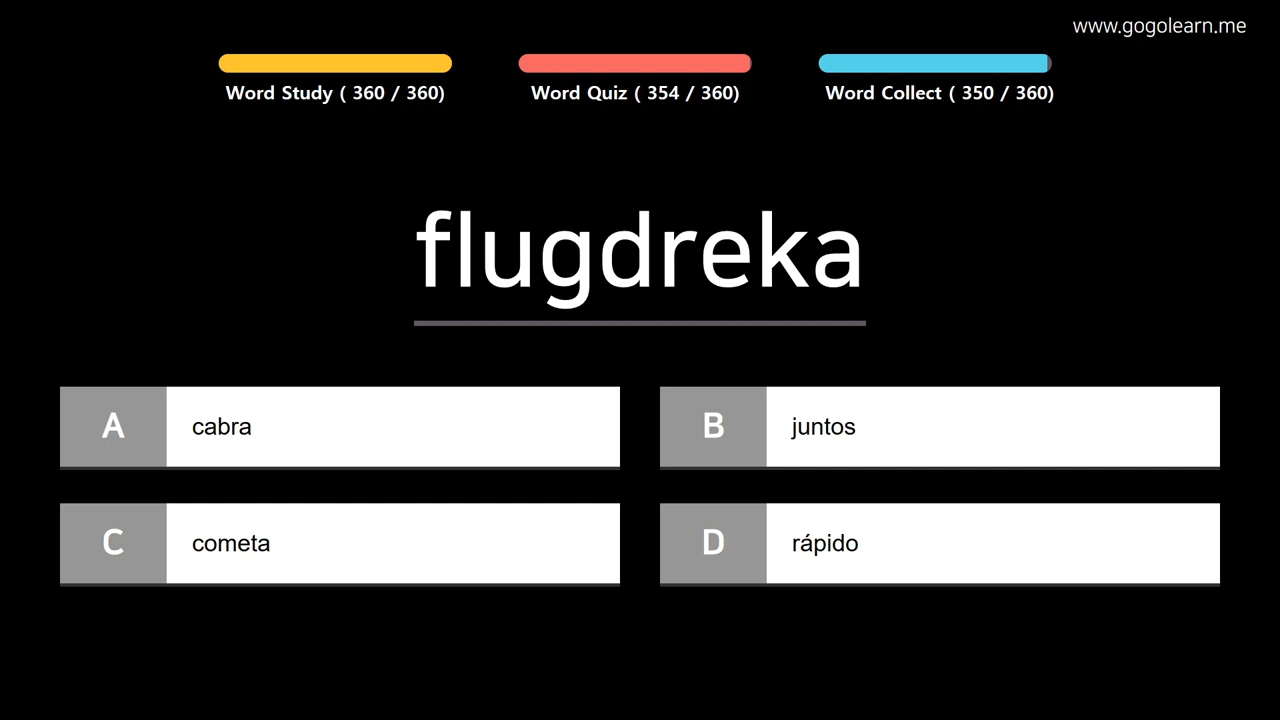 www.gogolearn.me
Word Study ( 360 / 360)
Word Quiz ( 354 / 360)
Word Collect ( 350 / 360)
flugdreka
A cabra
B juntos
C cometa
D rápido